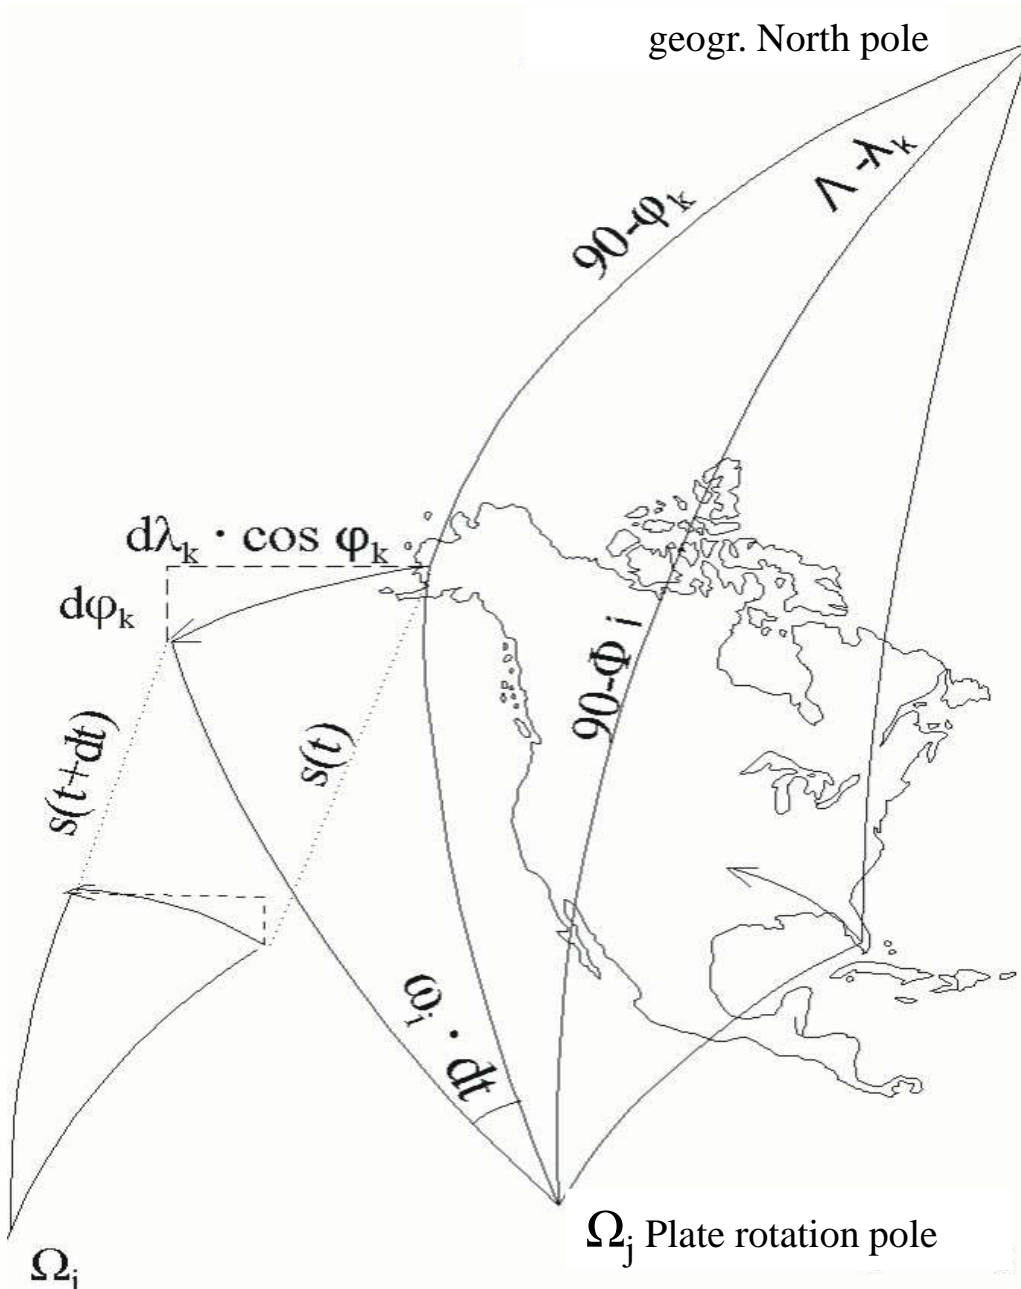 geogr. North pole
Λ -λₖ
90-φₖ
dλₖ · cos φₖ
dφₖ
90-Φ i
s(t)
s(t+dt)
ωᵢ · dt
Ωⱼ Plate rotation pole
Ωᵢ